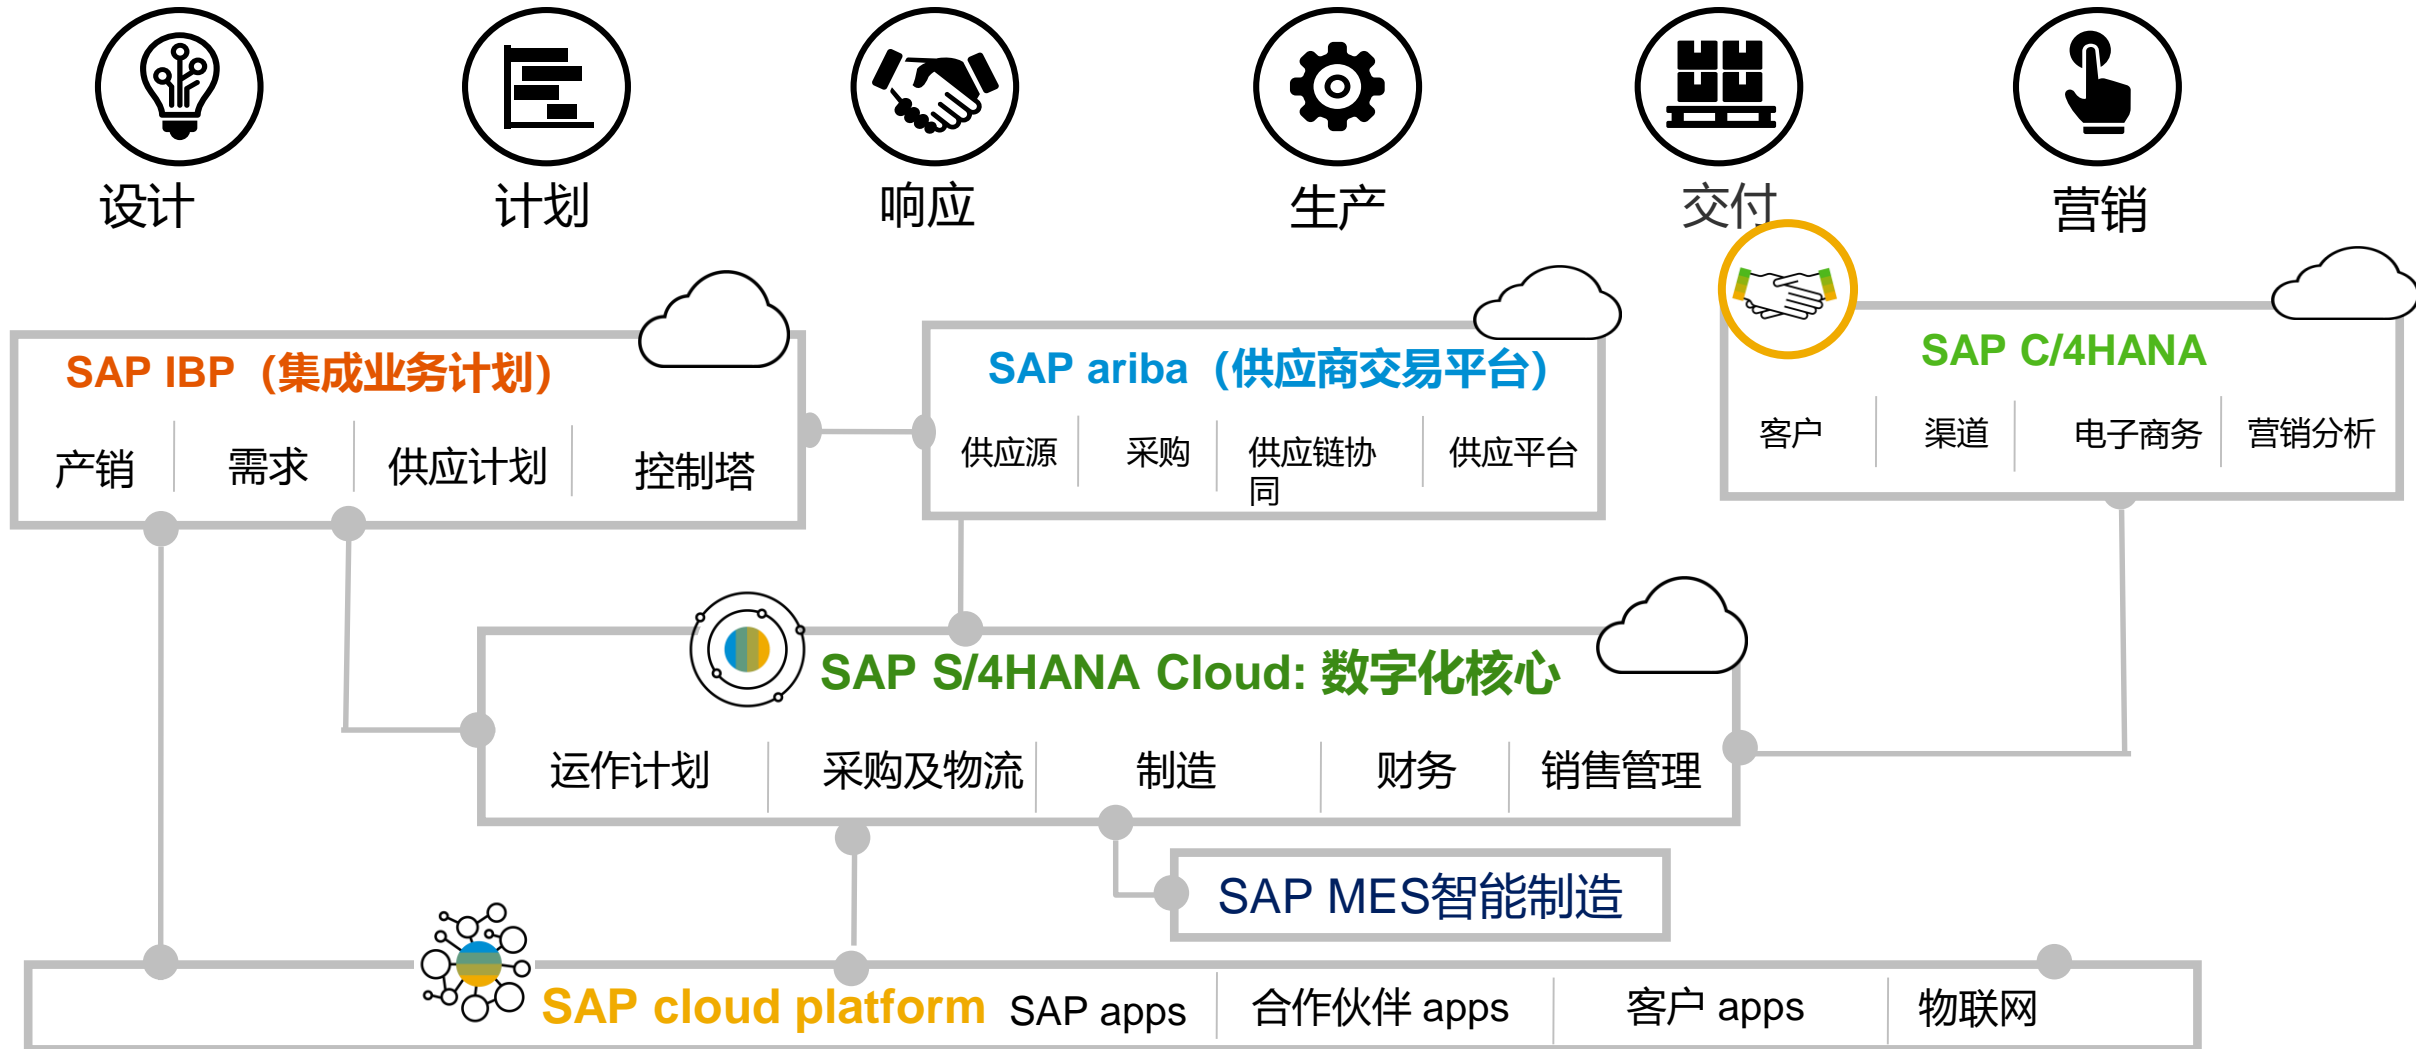 设计
计划
响应
生产
交付
营销
SAP IBP（集成业务计划）
产销
需求
供应计划
控制塔
SAP ariba（供应商交易平台）
供应源
采购
供应链协
同
供应平台
SAP C/4HANA
客户
渠道
电子商务
营销分析
SAP S/4HANA Cloud: 数字化核心
运作计划
采购及物流
制造
财务
销售管理
SAP MES智能制造
SAP cloud platform
SAP apps
合作伙伴 apps
客户 apps
物联网